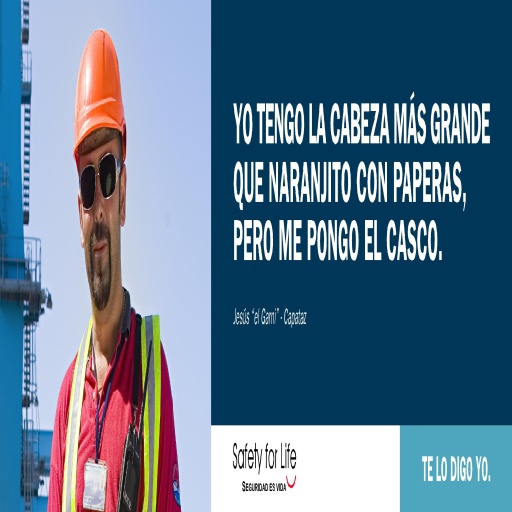 YO TENGO LA CABEZA MÁS GRANDE
QUE NARANJITO CON PAPERAS,
PERO ME PONGO EL CASCO.
Jesús "el Garri" - Capataz
Safety for Life
SEGURIDAD ES VIDA
TE LO DIGO YO.